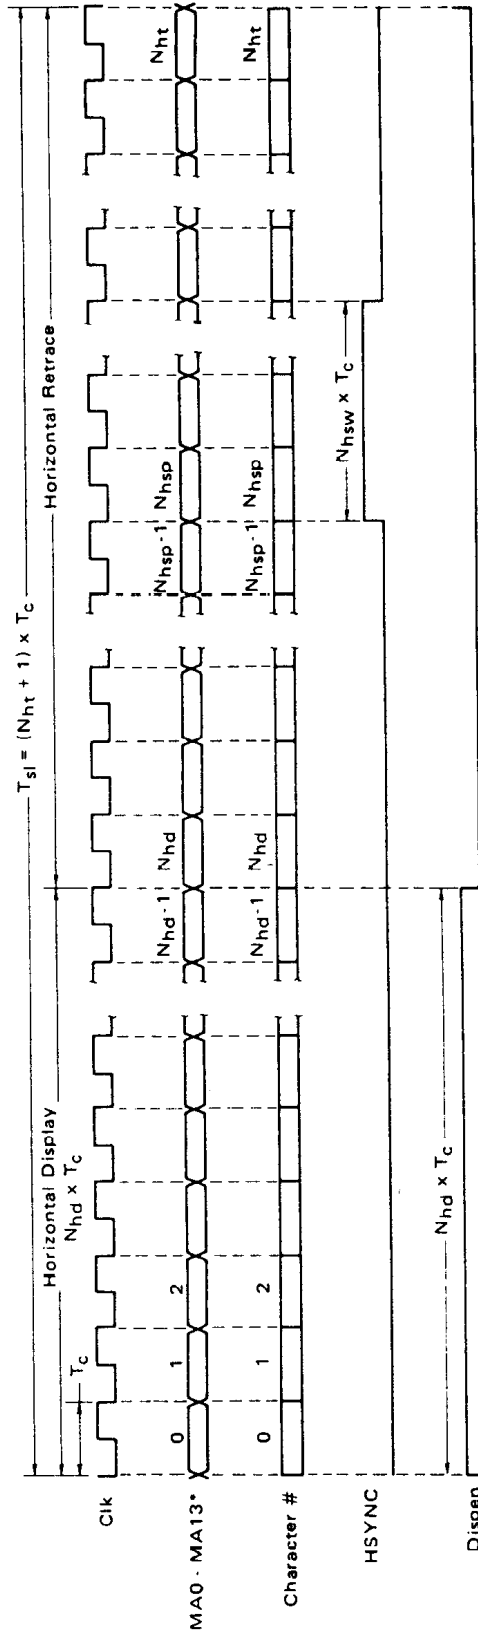 T_sl = (N_ht + 1) × T_c
Horizontal Display
Horizontal Retrace
N_hd × T_c
T_c
Clk
MA0 - MA13*
0 1 2 N_hd-1 N_hd N_hsp-1 N_hsp N_ht
Character #
0 1 2 N_hd-1 N_hd N_hsp-1 N_hsp N_ht
HSYNC
N_hsw × T_c
N_hd × T_c
Dispen